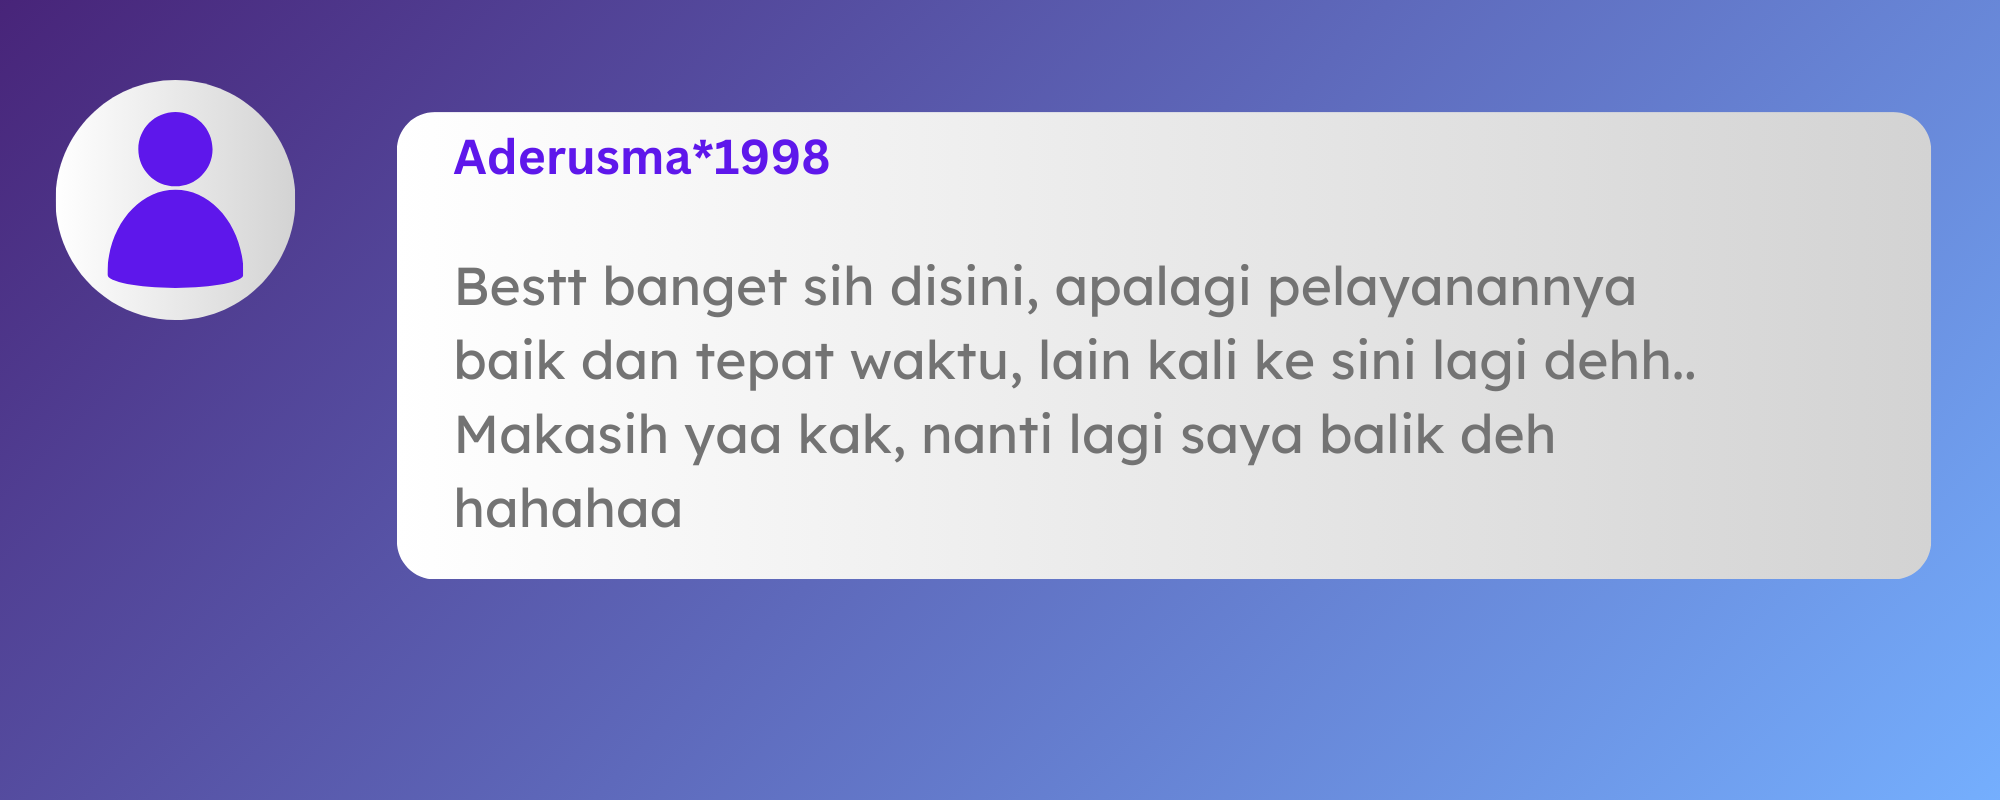 Aderusma*1998
Bestt banget sih disini, apalagi pelayanannya
baik dan tepat waktu, lain kali ke sini lagi dehh..
Makasih yaa kak, nanti lagi saya balik deh
hahahaa